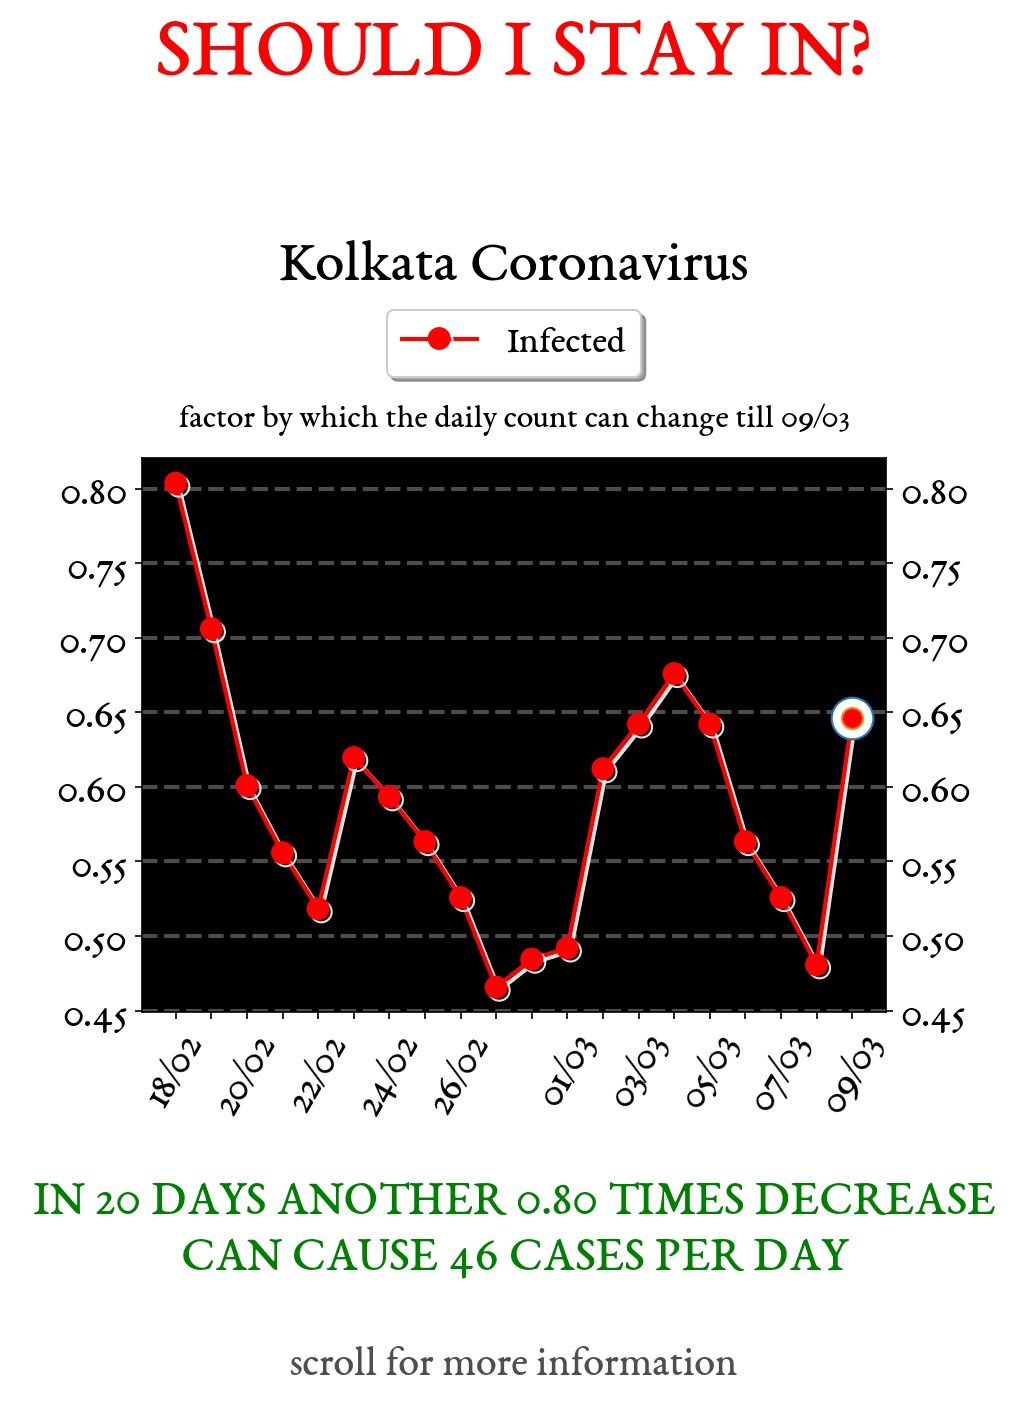 SHOULD I STAY IN?
Kolkata Coronavirus
Infected
factor by which the daily count can change till 09/03
0.80 0.80
0.75 0.75
0.70 0.70
0.65 0.65
0.60 0.60
0.55 0.55
0.50 0.50
0.45 0.45
18/02 20/02 22/02 24/02 26/02 01/03 03/03 05/03 07/03 09/03
IN 20 DAYS ANOTHER 0.80 TIMES DECREASE
CAN CAUSE 46 CASES PER DAY
scroll for more information